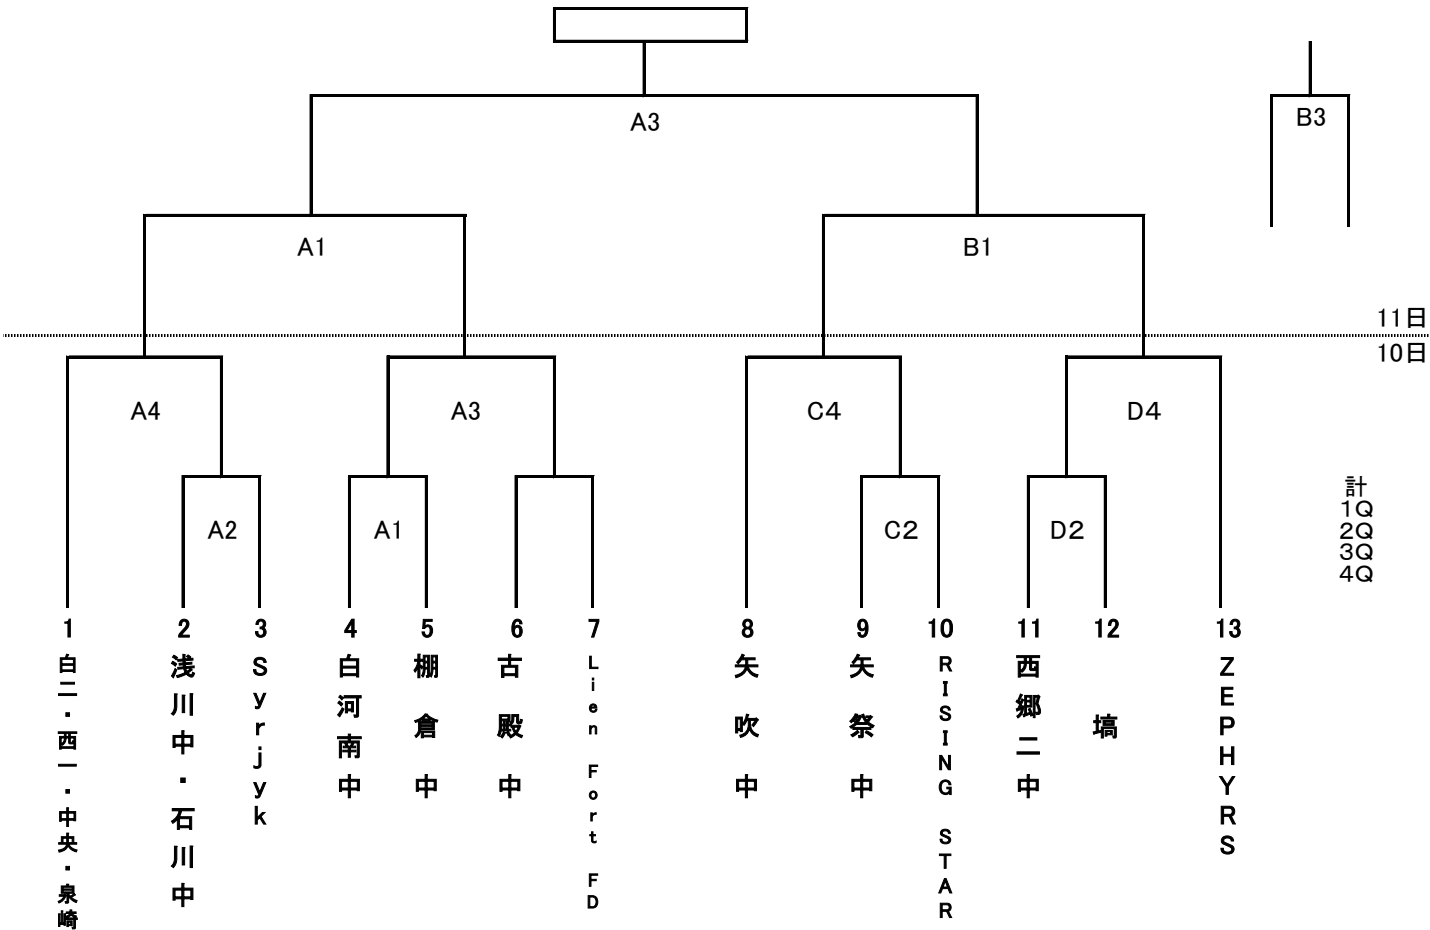 A3
B3
A1
B1
11日
10日
A4
A3
C4
D4
計
1Q
2Q
3Q
4Q
A2
A1
C2
D2
1
2
3
4
5
6
7
8
9
10
11
12
13
白二・西一・中央・泉崎
浅川中・石川中
Syrjyk
白河南中
棚倉中
古殿中
Lien Fort FD
矢吹中
矢祭中
RISING STAR
西郷二中
塙
ZEPHYRS